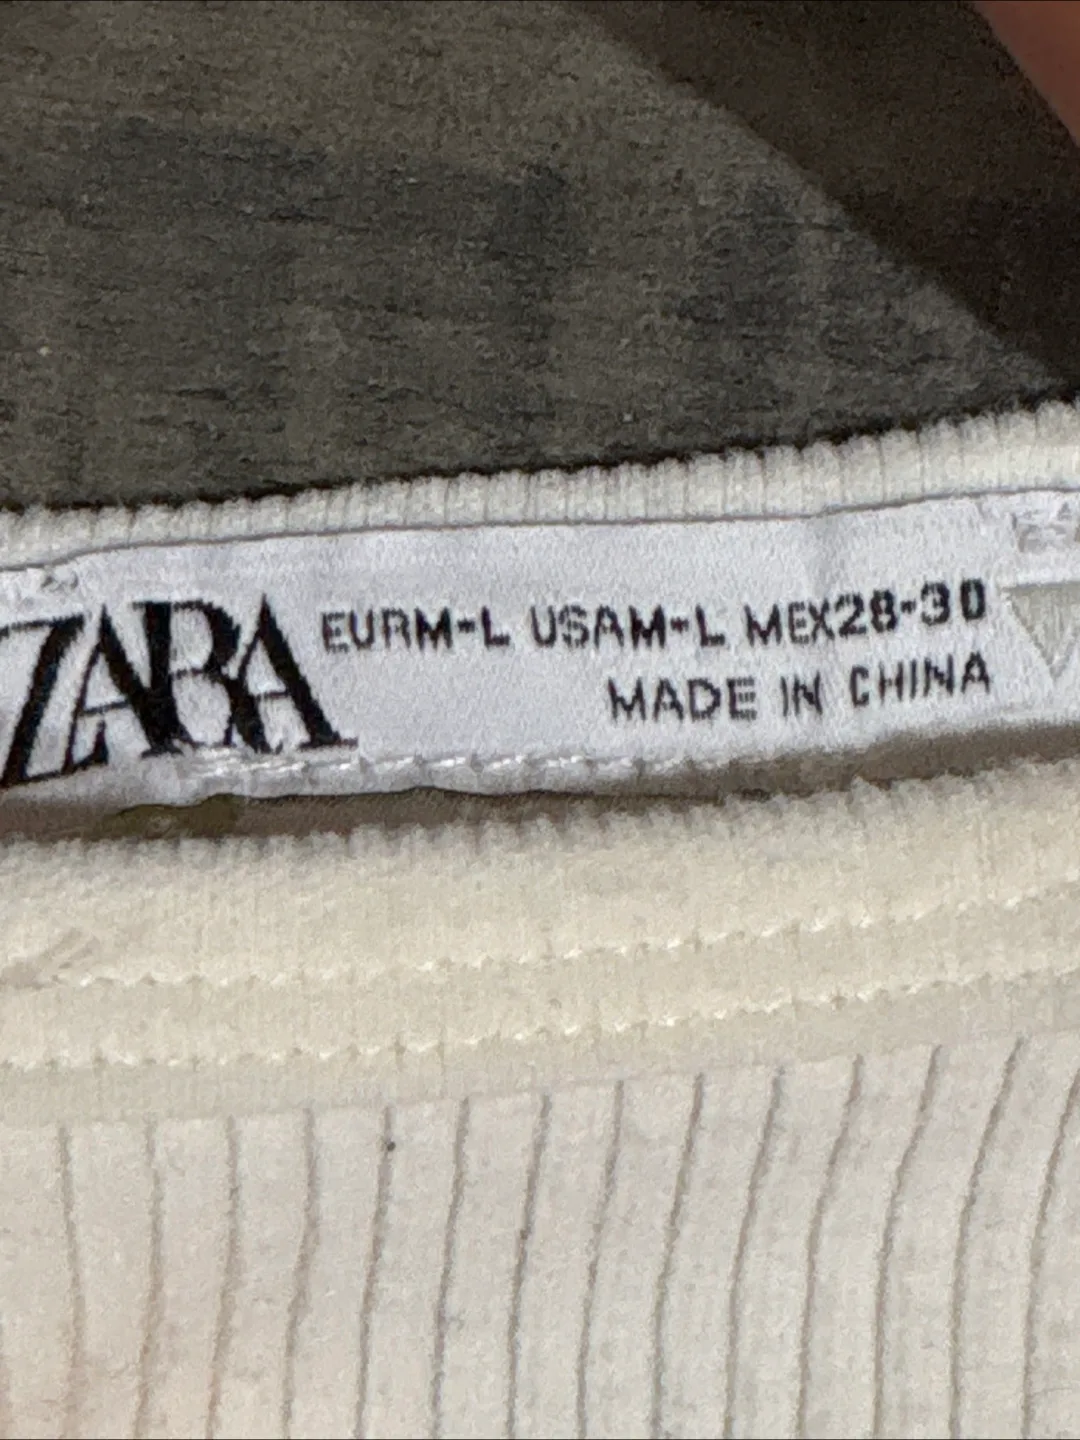 ZARA
EURM-L USAM-L MEX28-30
MADE IN CHINA